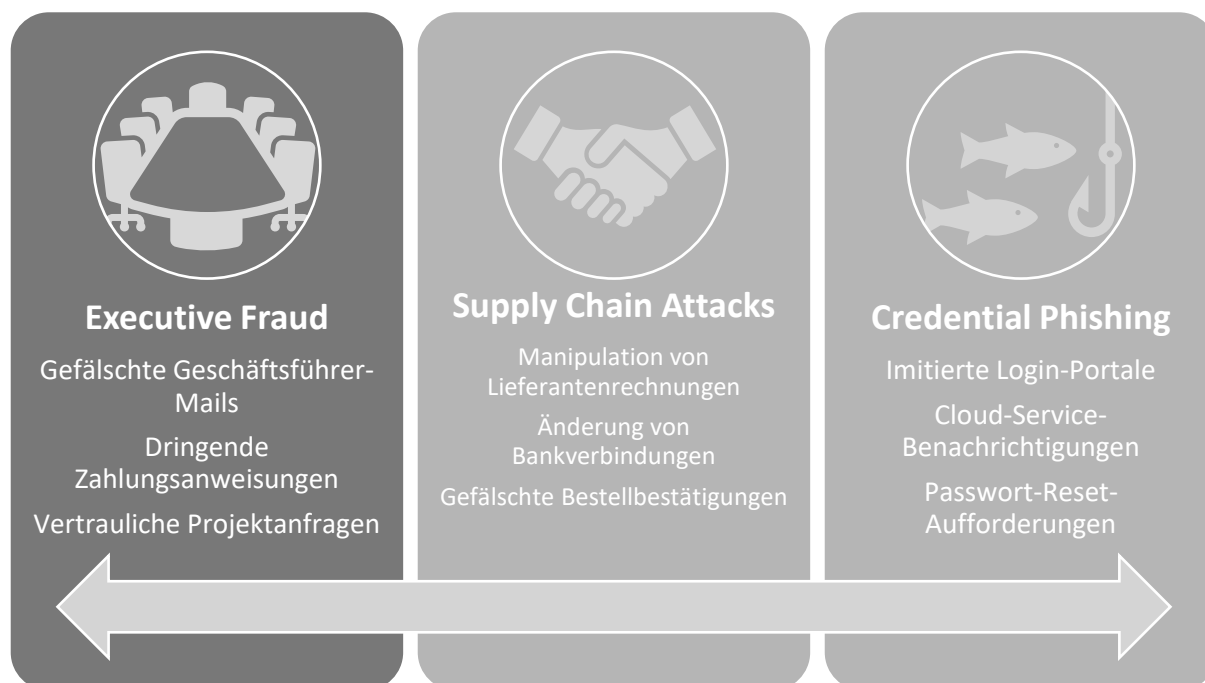 Executive Fraud
Gefälschte Geschäftsführer-
Mails
Dringende
Zahlungsanweisungen
Vertrauliche Projektanfragen
Supply Chain Attacks
Manipulation von
Lieferantenrechnungen
Änderung von
Bankverbindungen
Gefälschte Bestellbestätigungen
Credential Phishing
Imitierte Login-Portale
Cloud-Service-
Benachrichtigungen
Passwort-Reset-
Aufforderungen